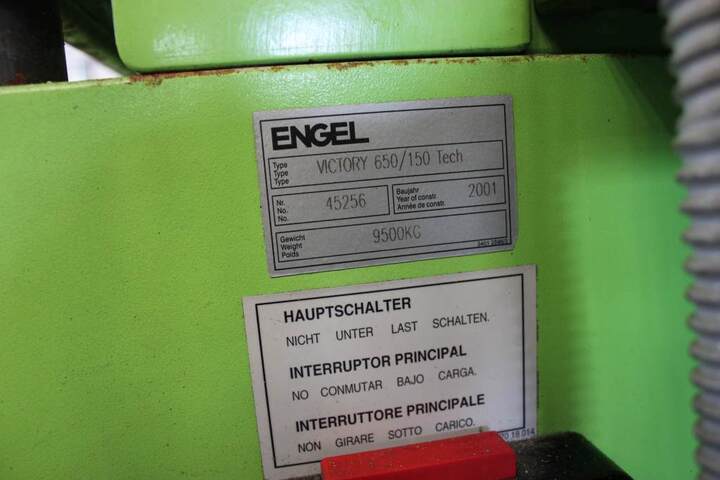 ENGEL
Type
Type
Type
VICTORY 650/150 Tech
Nr.
No.
No.
45256
Baujahr
Year of constr.
Année de constr.
2001
Gewicht
Weight
Poids
9500KG
HAUPTSCHALTER
NICHT UNTER LAST SCHALTEN.
INTERRUPTOR PRINCIPAL
NO CONMUTAR BAJO CARGA.
INTERRUTTORE PRINCIPALE
NON GIRARE SOTTO CARICO.